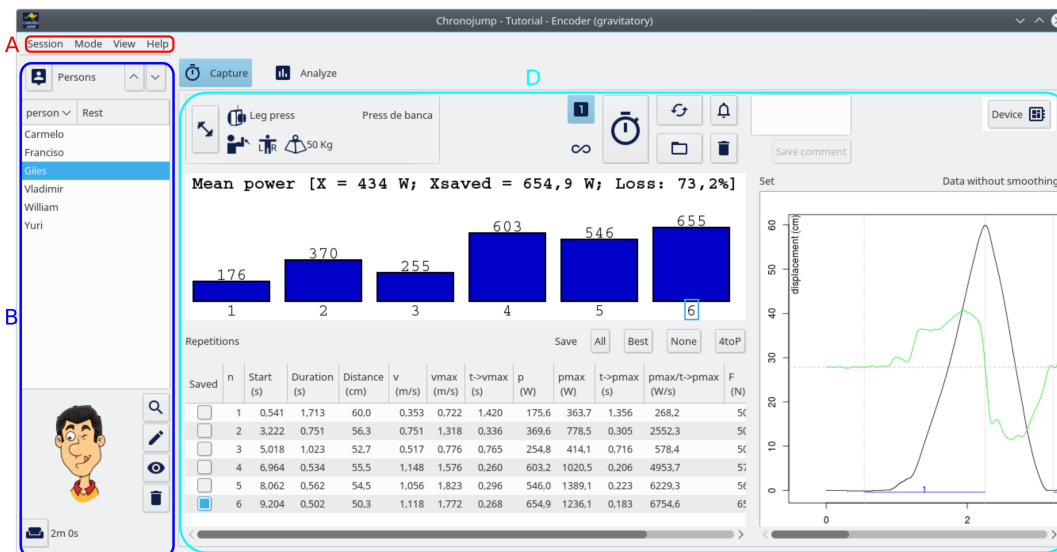 Chronojump - Tutorial - Encoder (gravitatory)
A
Session Mode View Help
Persons
Capture
Analyze
D
person Rest
Carmelo
Franciso
Giles
Vladimir
William
Yuri
B
2m 0s
Leg press
Press de banca
L R
50 Kg
1
Save comment
Device
Mean power [X = 434 W; Xsaved = 654,9 W; Loss: 73,2%]
176 370 255 603 546 655
1 2 3 4 5 6
Repetitions
Save All Best None 4toP
Saved n Start (s) Duration (s) Distance (cm) v (m/s) vmax (m/s) t->vmax (s) p (W) pmax (W) t->pmax (s) pmax/t->pmax (W/s) F (N)
1 0,541 1,713 60,0 0,353 0,722 1,420 175,6 363,7 1,356 268,2
2 3,222 0,751 56,3 0,751 1,318 0,336 369,6 778,5 0,305 2552,3
3 5,018 1,023 52,7 0,517 0,776 0,765 254,8 414,1 0,716 578,4
4 6,964 0,534 55,5 1,148 1,576 0,260 603,2 1020,5 0,206 4953,7
5 8,062 0,562 54,5 1,056 1,823 0,296 546,0 1389,1 0,223 6229,3
6 9,204 0,502 50,3 1,118 1,772 0,268 654,9 1236,1 0,183 6754,6
Set
Data without smoothing
displacement (cm)
60
50
40
30
20
10
0
1
0 2